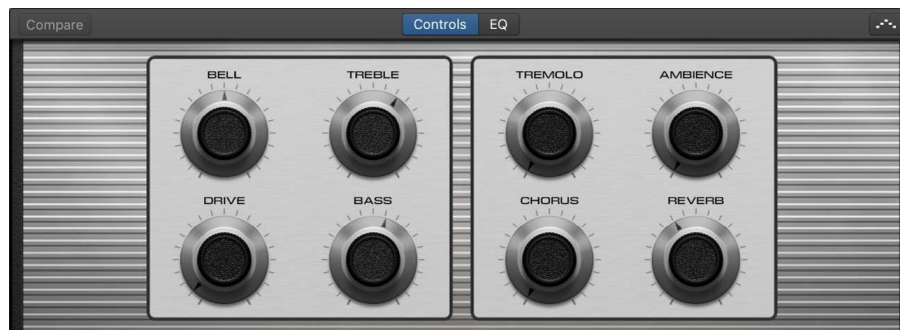 Compare
Controls EQ
BELL TREBLE
DRIVE BASS
TREMOLO AMBIENCE
CHORUS REVERB